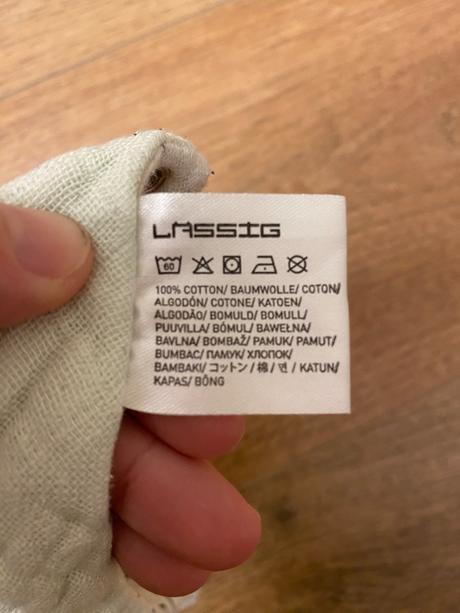 LÄSSIG
60
100% COTTON/ BAUMWOLLE/ COTON/
ALGODÓN/ COTONE/ KATOEN/
ALGODÃO/ BOMULD/ BOMULL/
PUUVILLA/ BÓMUL/ BAWEŁNA/
BAVLNA/ BOMBAŽ/ PAMUK/ PAMUT/
BUMBAC/ ПАМУК/ ХЛОПОК/
BAMBAKI/ コットン / 棉 / 면 / KATUN/
KAPAS/ BÔNG